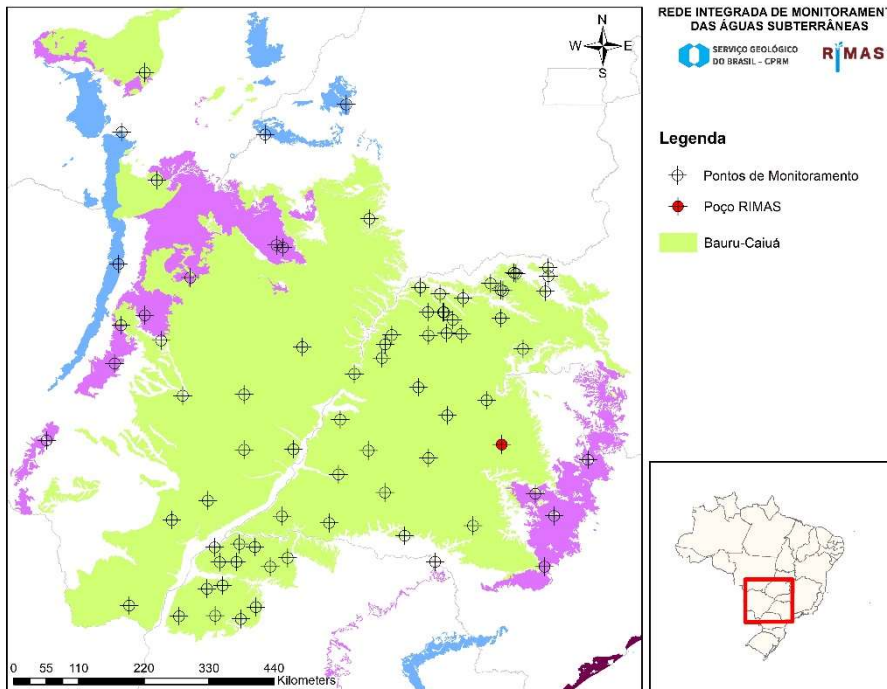 REDE INTEGRADA DE MONITORAMENT
DAS ÁGUAS SUBTERRÂNEAS
SERVIÇO GEOLÓGICO
DO BRASIL – CPRM
RIMAS
N
W E
S
Legenda
Pontos de Monitoramento
Poço RIMAS
Bauru-Caiuá
0 55 110 220 330 440
Kilometers